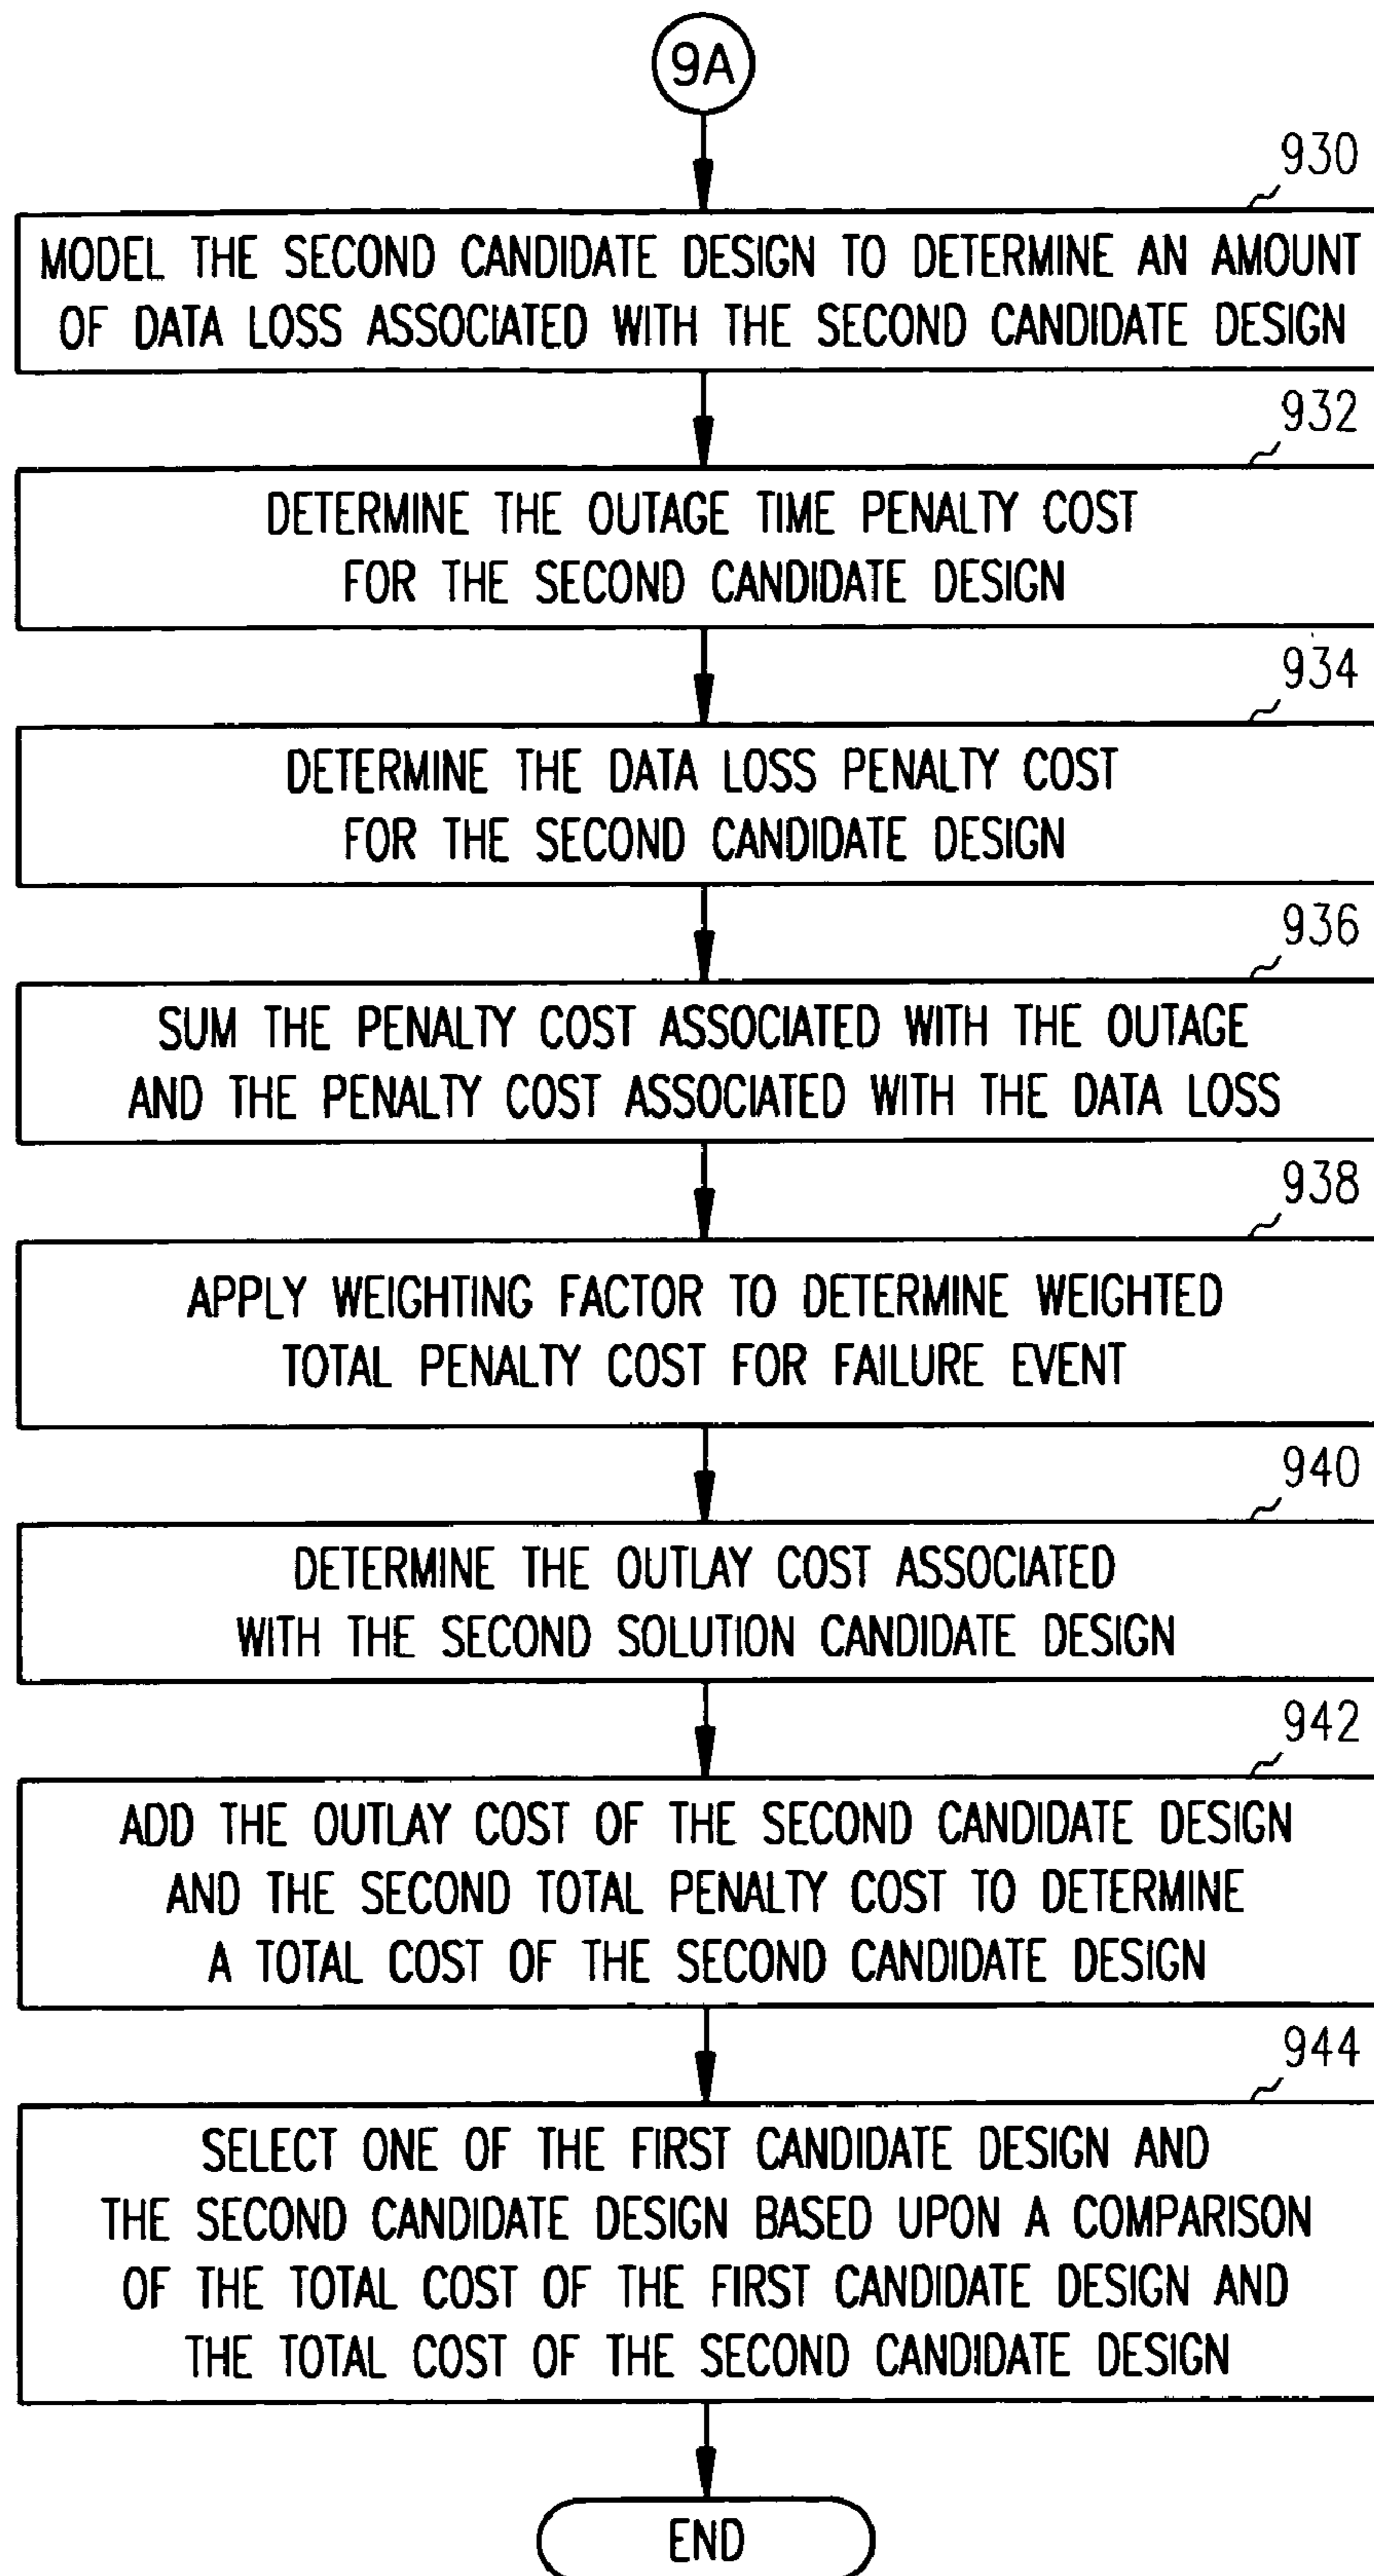 9A
930
MODEL THE SECOND CANDIDATE DESIGN TO DETERMINE AN AMOUNT
OF DATA LOSS ASSOCIATED WITH THE SECOND CANDIDATE DESIGN
932
DETERMINE THE OUTAGE TIME PENALTY COST
FOR THE SECOND CANDIDATE DESIGN
934
DETERMINE THE DATA LOSS PENALTY COST
FOR THE SECOND CANDIDATE DESIGN
936
SUM THE PENALTY COST ASSOCIATED WITH THE OUTAGE
AND THE PENALTY COST ASSOCIATED WITH THE DATA LOSS
938
APPLY WEIGHTING FACTOR TO DETERMINE WEIGHTED
TOTAL PENALTY COST FOR FAILURE EVENT
940
DETERMINE THE OUTLAY COST ASSOCIATED
WITH THE SECOND SOLUTION CANDIDATE DESIGN
942
ADD THE OUTLAY COST OF THE SECOND CANDIDATE DESIGN
AND THE SECOND TOTAL PENALTY COST TO DETERMINE
A TOTAL COST OF THE SECOND CANDIDATE DESIGN
944
SELECT ONE OF THE FIRST CANDIDATE DESIGN AND
THE SECOND CANDIDATE DESIGN BASED UPON A COMPARISON
OF THE TOTAL COST OF THE FIRST CANDIDATE DESIGN AND
THE TOTAL COST OF THE SECOND CANDIDATE DESIGN
END